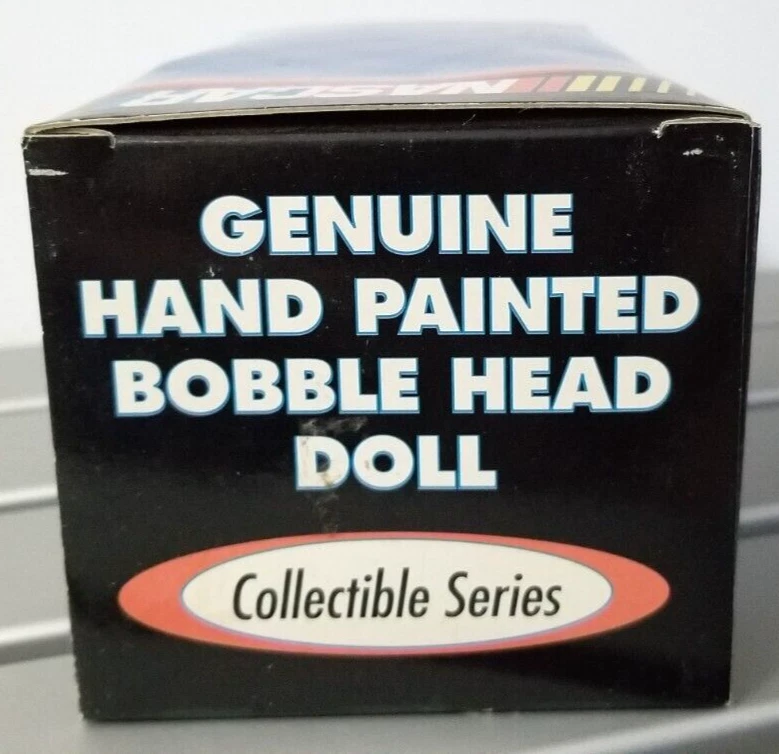 NASCAR
GENUINE
HAND PAINTED
BOBBLE HEAD
DOLL
Collectible Series